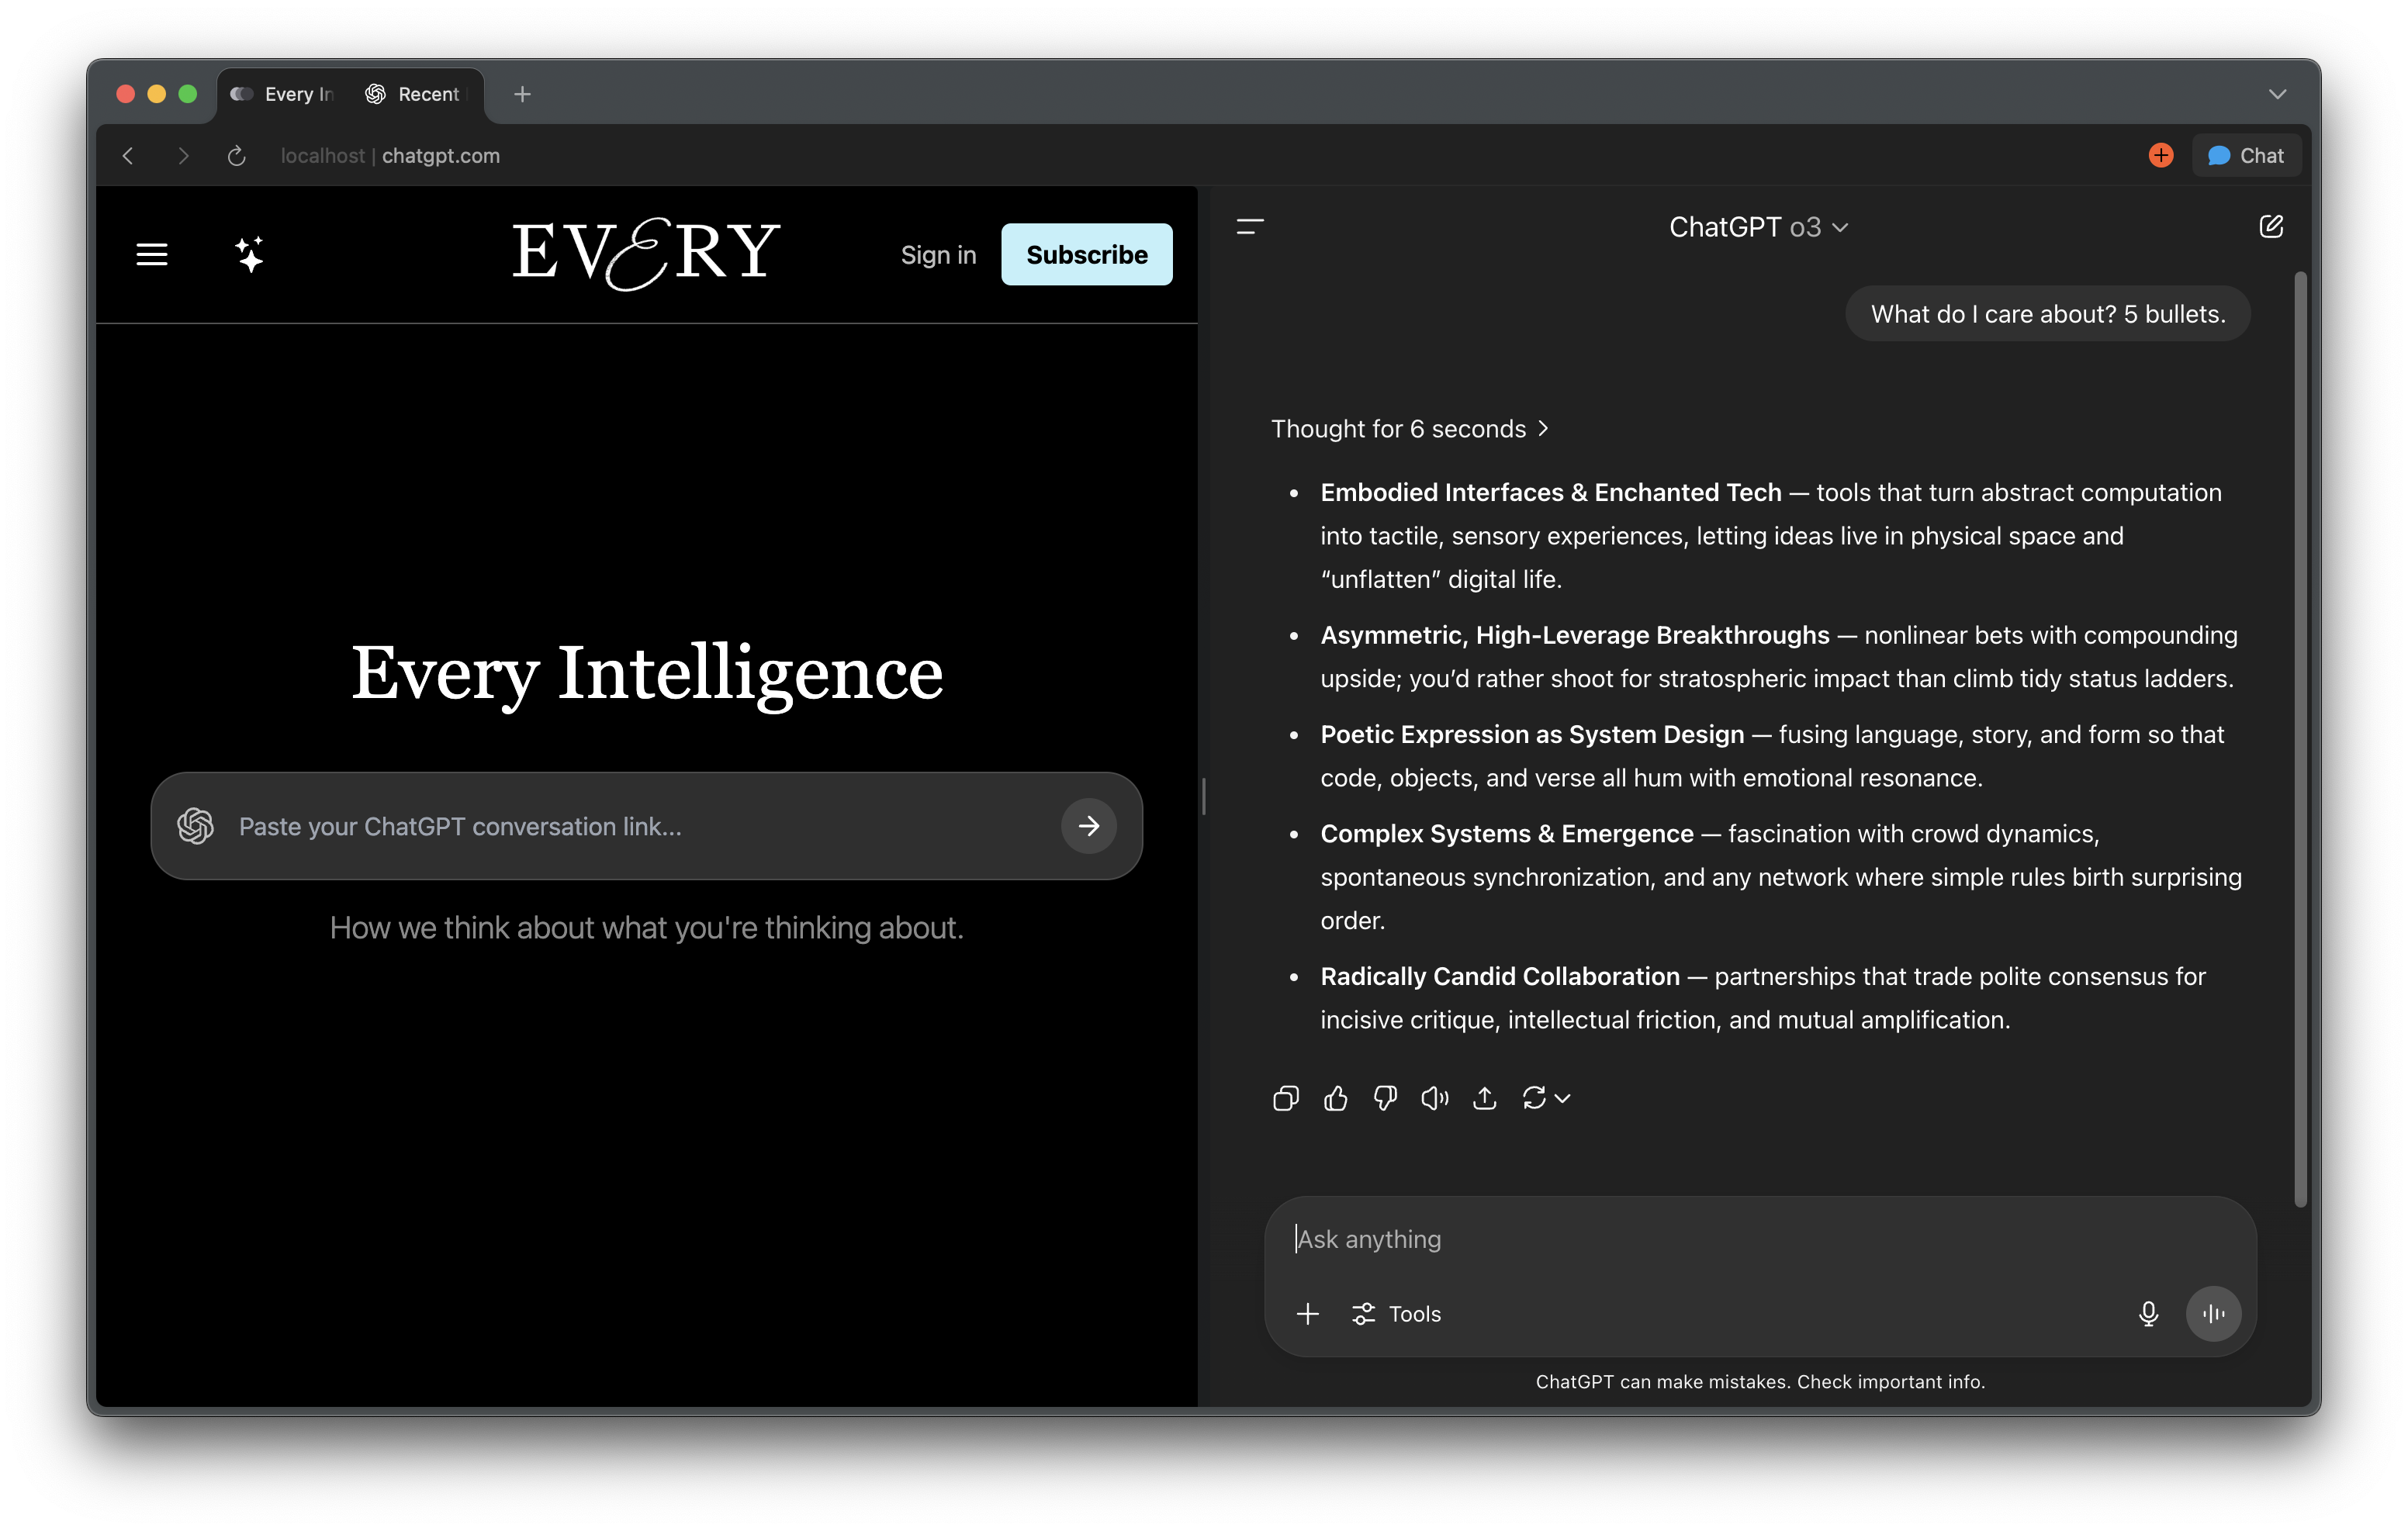 Every In
Recent
localhost | chatgpt.com
Chat
EVERY
Sign in
Subscribe
Every Intelligence
Paste your ChatGPT conversation link...
How we think about what you're thinking about.
ChatGPT o3
What do I care about? 5 bullets.
Thought for 6 seconds
• Embodied Interfaces & Enchanted Tech — tools that turn abstract computation
into tactile, sensory experiences, letting ideas live in physical space and
“unflatten” digital life.
• Asymmetric, High-Leverage Breakthroughs — nonlinear bets with compounding
upside; you’d rather shoot for stratospheric impact than climb tidy status ladders.
• Poetic Expression as System Design — fusing language, story, and form so that
code, objects, and verse all hum with emotional resonance.
• Complex Systems & Emergence — fascination with crowd dynamics,
spontaneous synchronization, and any network where simple rules birth surprising
order.
• Radically Candid Collaboration — partnerships that trade polite consensus for
incisive critique, intellectual friction, and mutual amplification.
Ask anything
Tools
ChatGPT can make mistakes. Check important info.